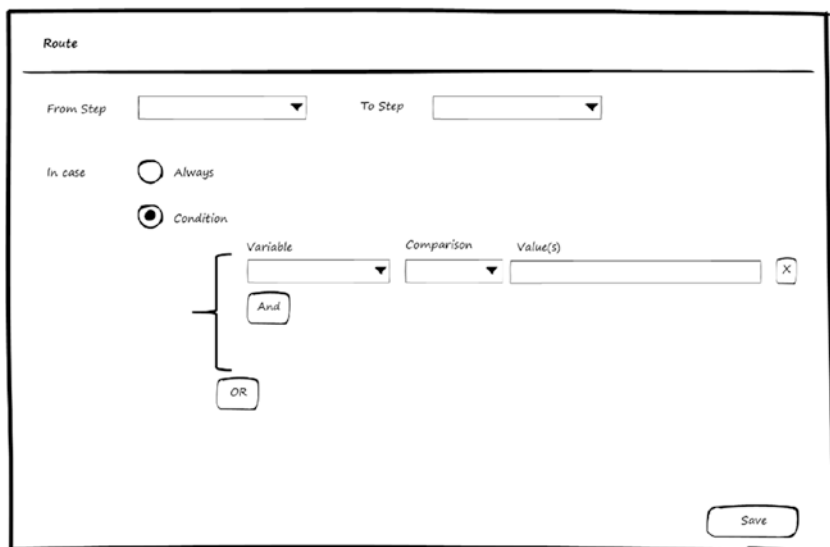 Route
From Step To Step
In case Always
Condition
Variable Comparison Value(s)
X
And
OR
Save